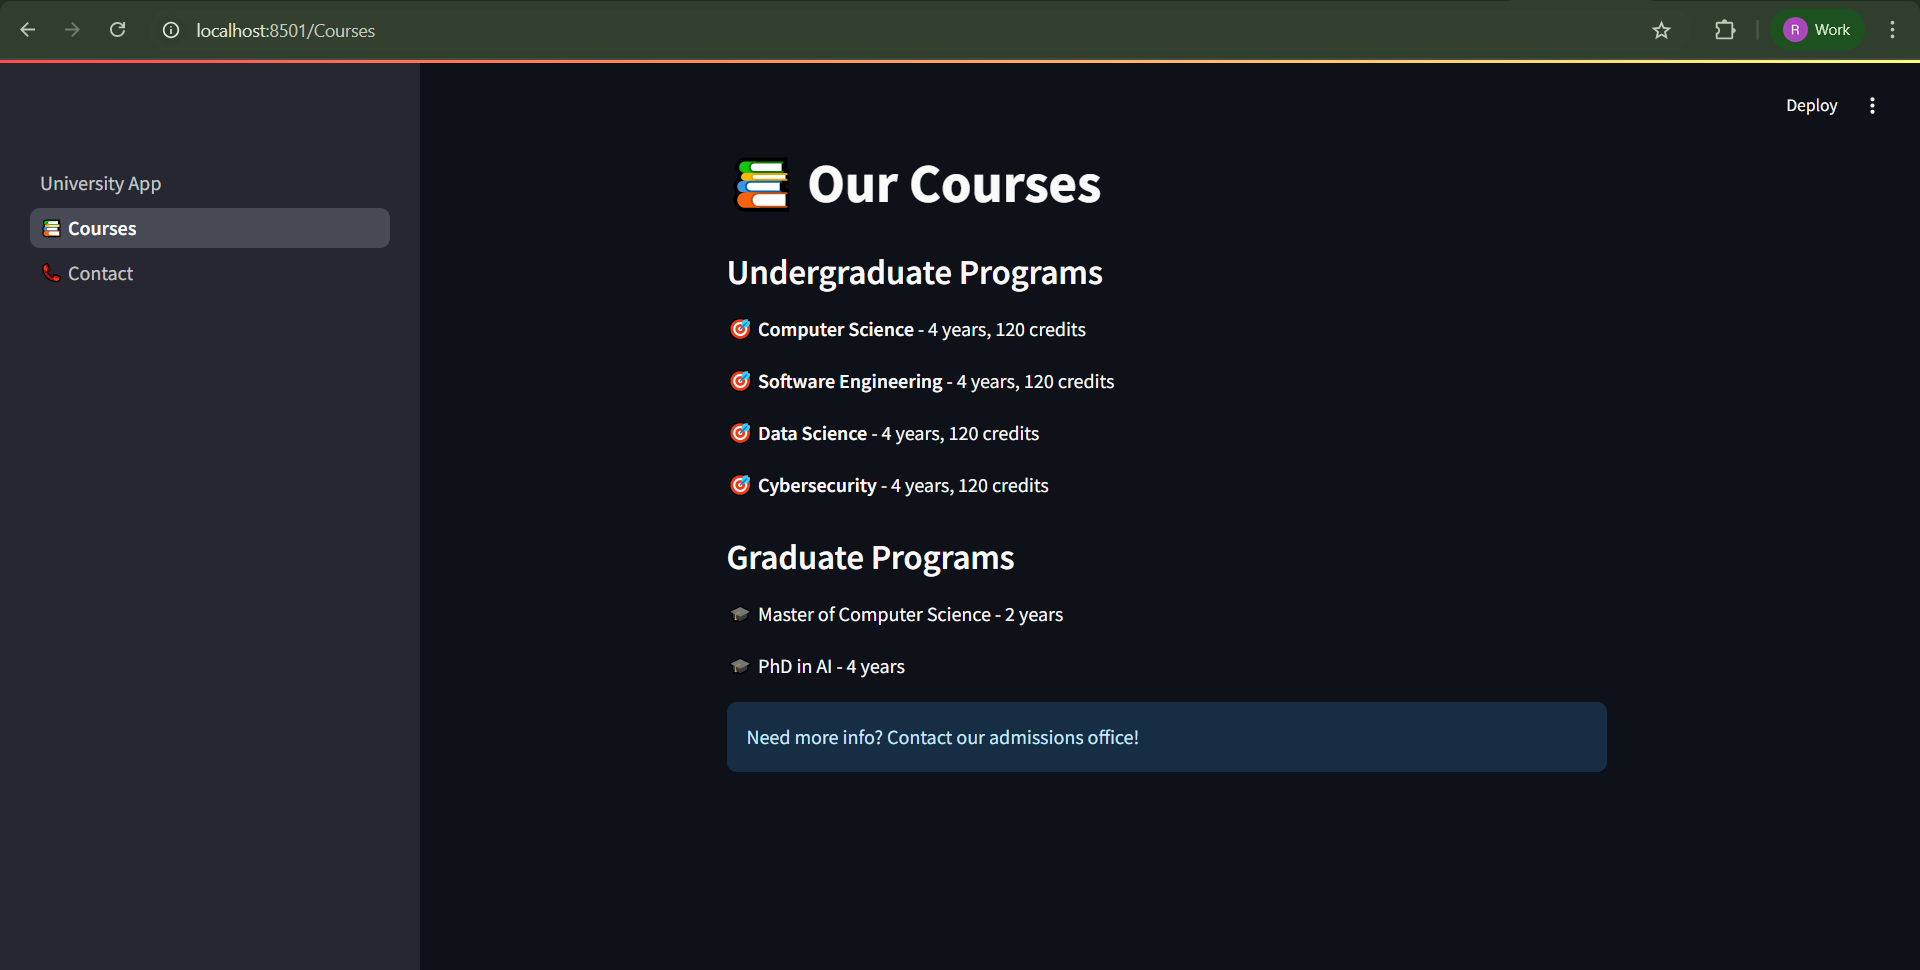 localhost:8501/Courses
R Work
Deploy
University App
Courses
Contact
Our Courses
Undergraduate Programs
Computer Science - 4 years, 120 credits
Software Engineering - 4 years, 120 credits
Data Science - 4 years, 120 credits
Cybersecurity - 4 years, 120 credits
Graduate Programs
Master of Computer Science - 2 years
PhD in AI - 4 years
Need more info? Contact our admissions office!